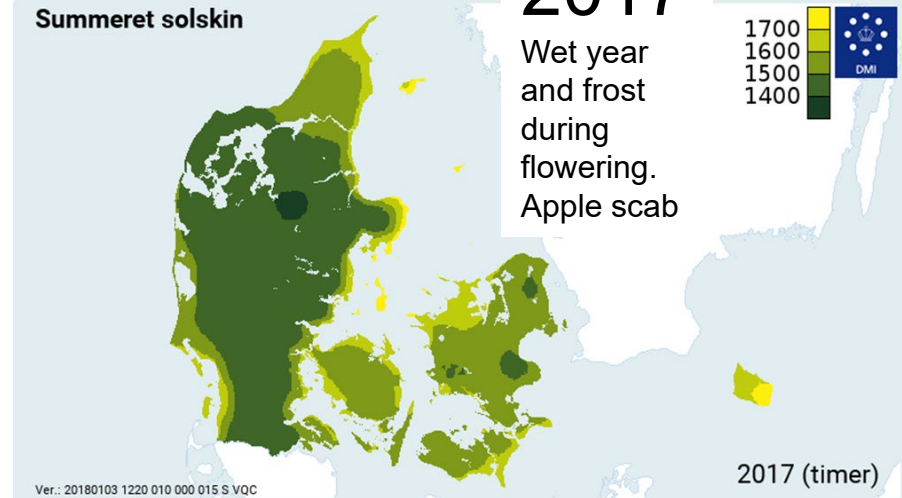 Summeret solskin
2017
Wet year
and frost
during
flowering.
Apple scab
1700
1600
1500
1400
DMI
2017 (timer)
Ver.: 20180103 1220 010 000 015 S VQC